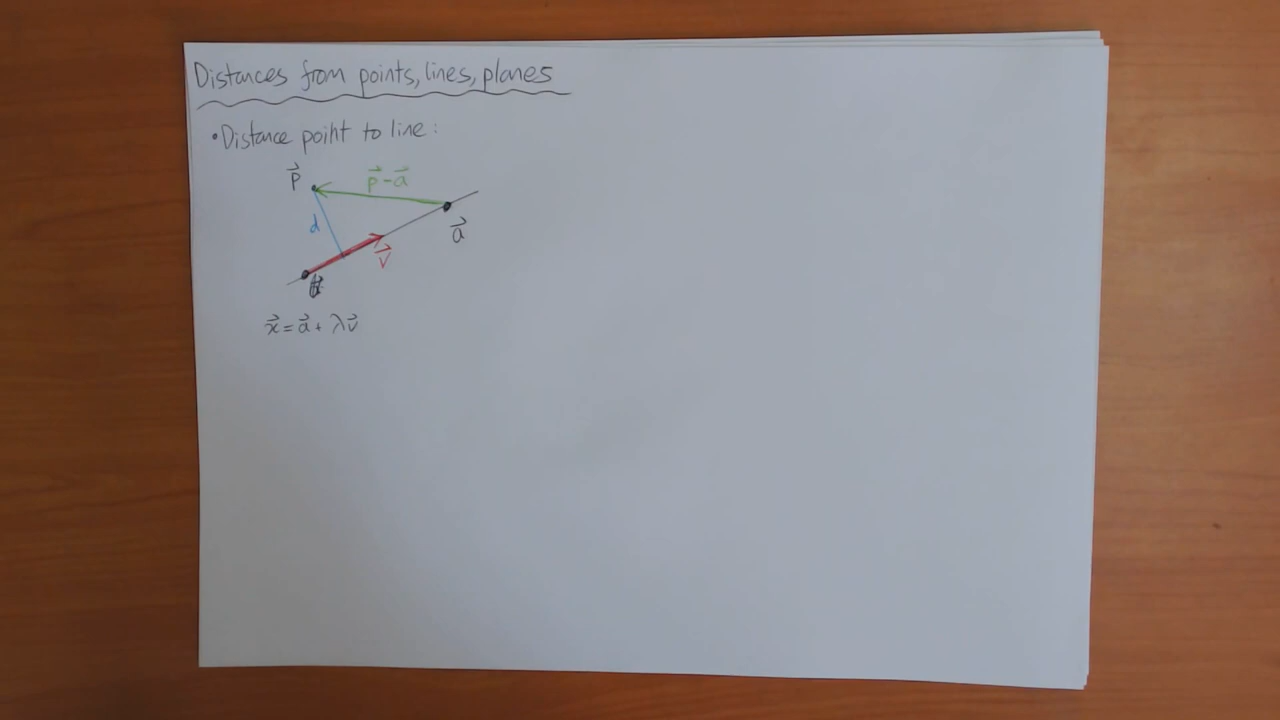 Distances from points, lines, planes
•Distance point to line:
p⃗
p⃗-a⃗
d
a⃗
v⃗
x⃗=a⃗+λv⃗